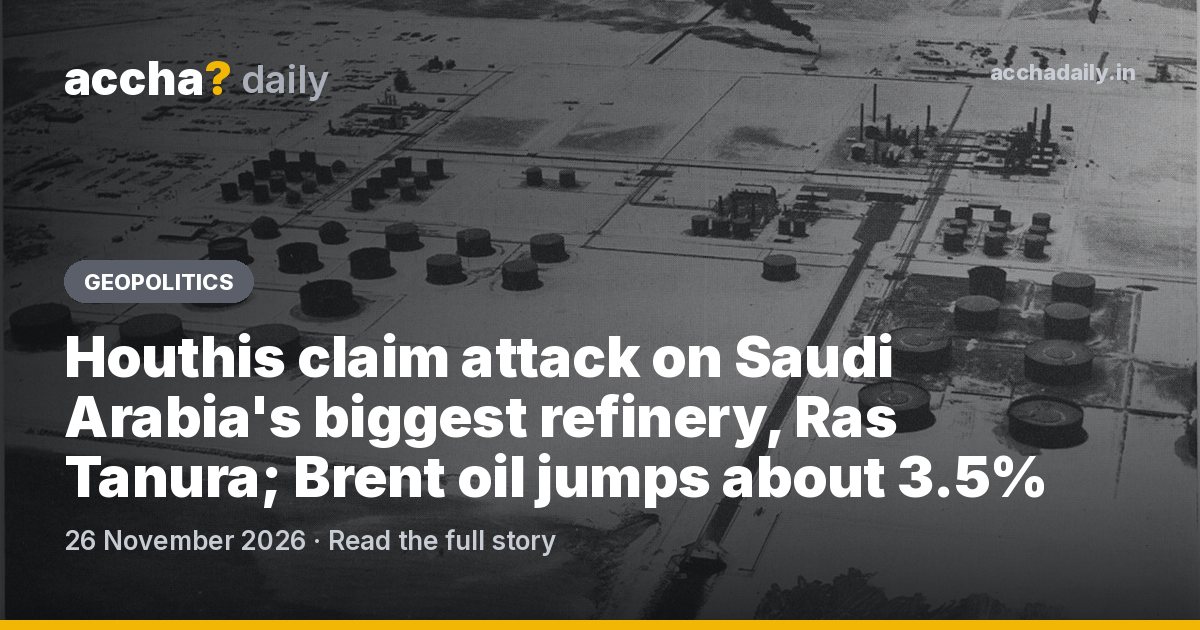 accha? daily
acchadaily.in
GEOPOLITICS
Houthis claim attack on Saudi
Arabia's biggest refinery, Ras
Tanura; Brent oil jumps about 3.5%
26 November 2026 · Read the full story